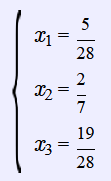 x₁ = 5/28
x₂ = 2/7
x₃ = 19/28